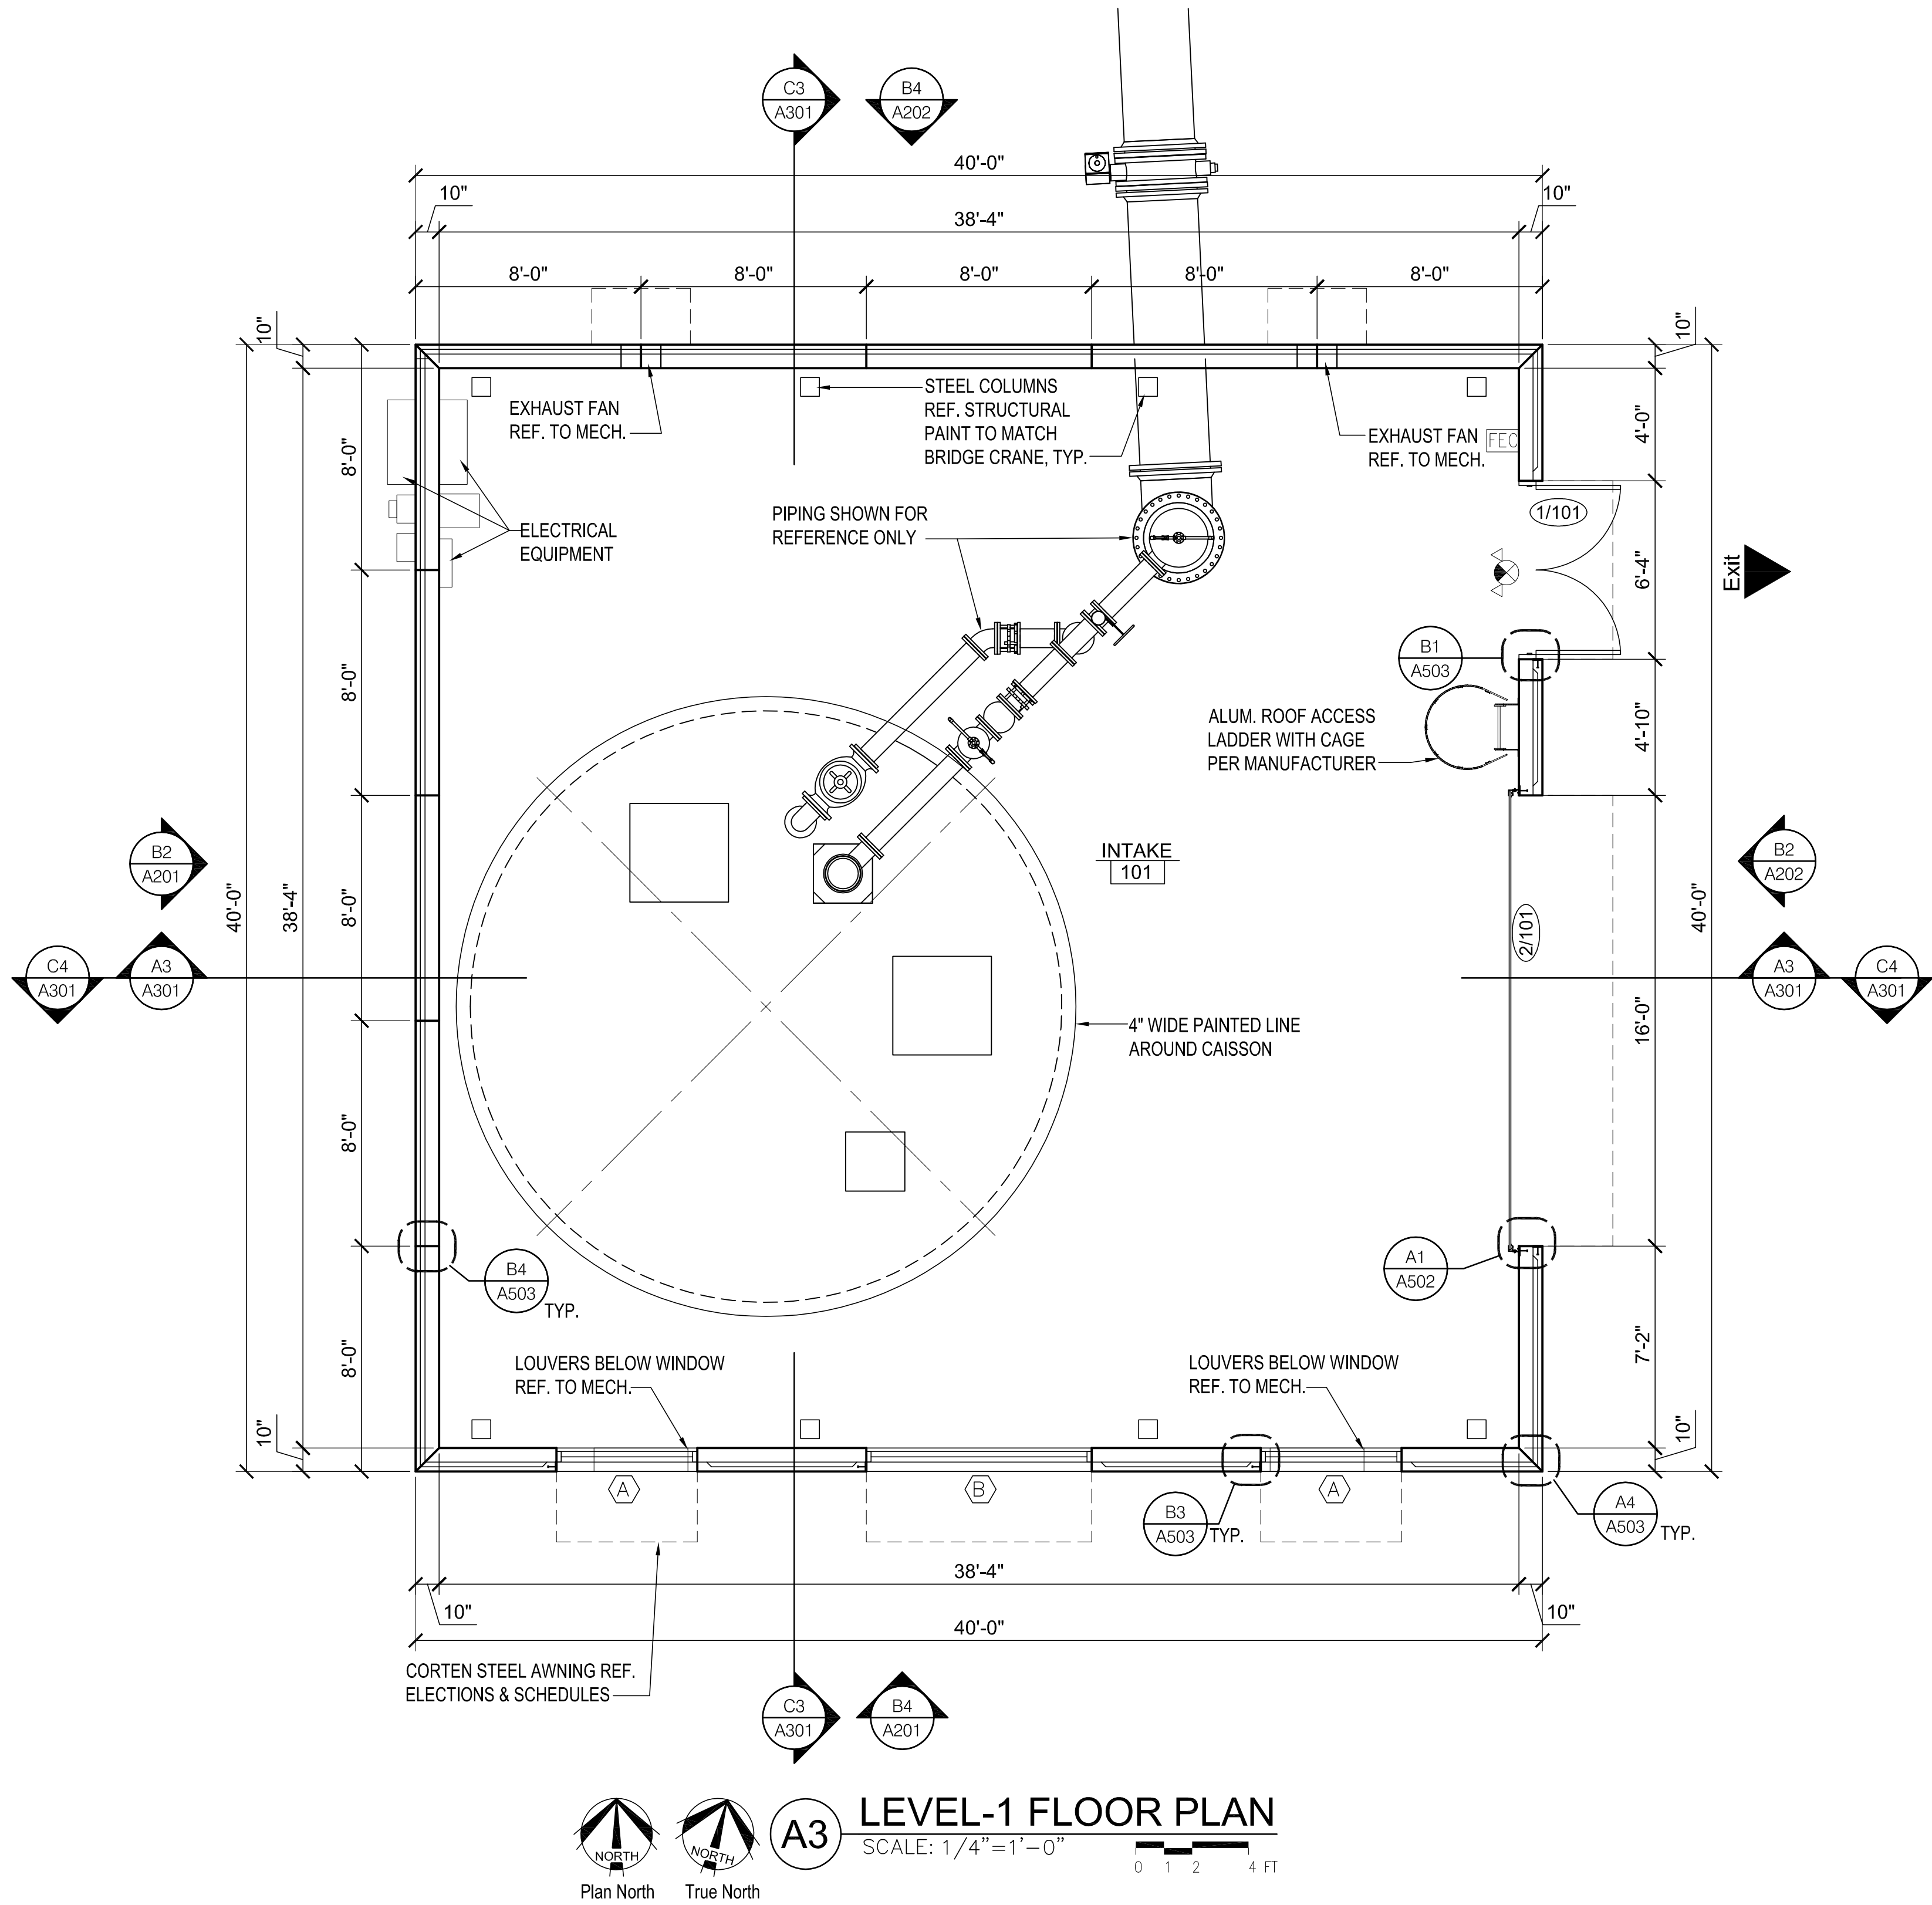 C3
A301
B4
A202
40'-0"
10"
10"
38'-4"
8'-0"
8'-0"
8'-0"
8'-0"
8'-0"
10"
10"
STEEL COLUMNS
REF. STRUCTURAL
PAINT TO MATCH
BRIDGE CRANE, TYP.
EXHAUST FAN
REF. TO MECH.
EXHAUST FAN
REF. TO MECH.
FEC
4'-0"
8'-0"
ELECTRICAL
EQUIPMENT
PIPING SHOWN FOR
REFERENCE ONLY
1/101
6'-4"
Exit
B1
A503
8'-0"
ALUM. ROOF ACCESS
LADDER WITH CAGE
PER MANUFACTURER
4'-10"
B2
A201
INTAKE
101
B2
A202
40'-0"
38'-4"
8'-0"
2/101
40'-0"
C4
A301
A3
A301
A3
A301
C4
A301
4" WIDE PAINTED LINE
AROUND CAISSON
16'-0"
8'-0"
B4
A503
TYP.
A1
A502
8'-0"
LOUVERS BELOW WINDOW
REF. TO MECH.
LOUVERS BELOW WINDOW
REF. TO MECH.
7'-2"
10"
10"
A
B
A
B3
A503
TYP.
A4
A503
TYP.
38'-4"
10"
10"
40'-0"
CORTEN STEEL AWNING REF.
ELECTIONS & SCHEDULES
C3
A301
B4
A201
NORTH
Plan North
NORTH
True North
A3
LEVEL-1 FLOOR PLAN
SCALE: 1/4"=1'-0"
0 1 2 4 FT